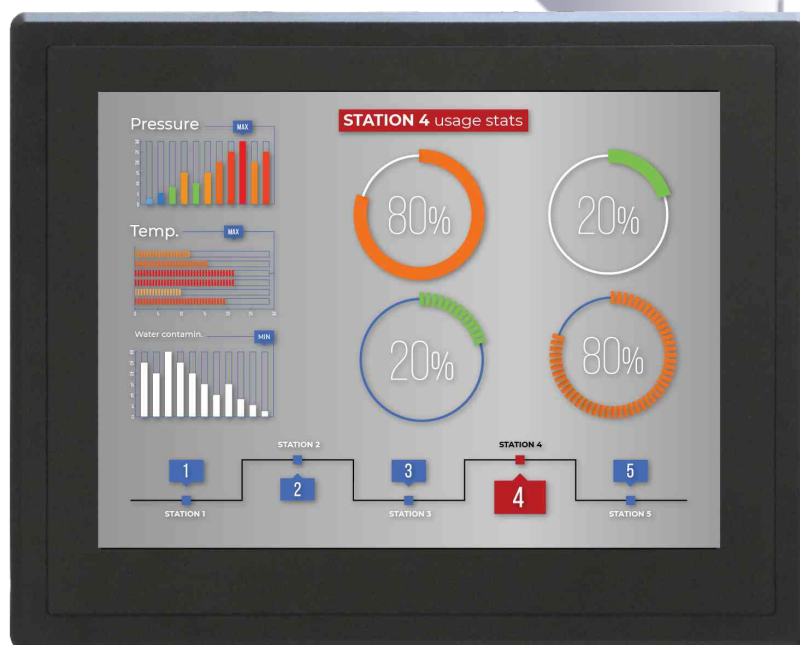 Pressure
MAX
STATION 4 usage stats
80%
20%
Temp.
MAX
Water contamin.
MIN
20%
80%
STATION 2
STATION 4
1
3
5
2
4
STATION 1
STATION 3
STATION 5